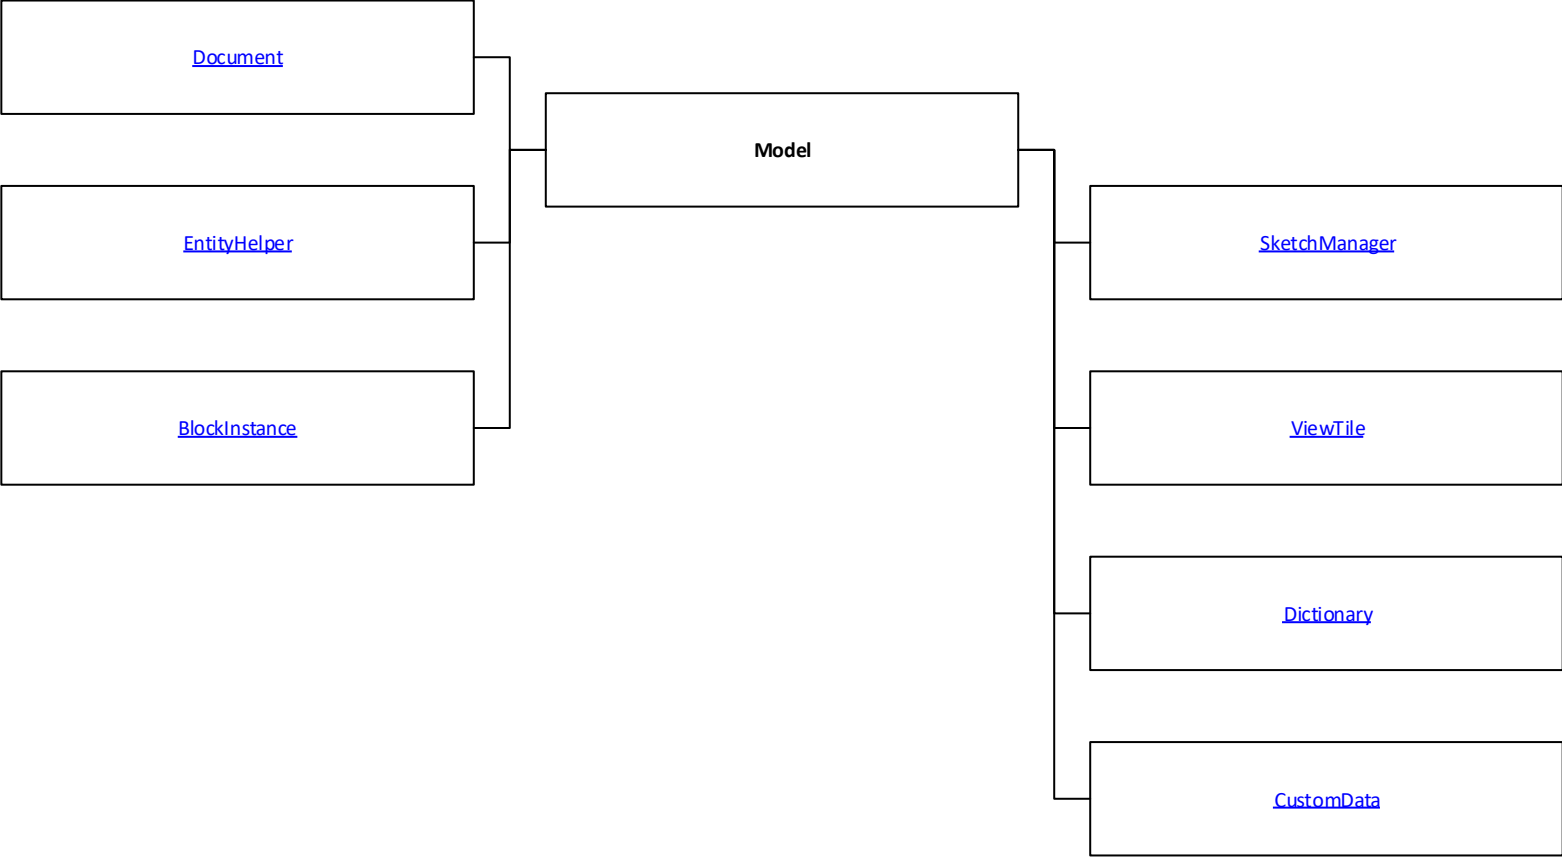 Document
Model
EntityHelper
SketchManager
BlockInstance
ViewTile
Dictionary
CustomData